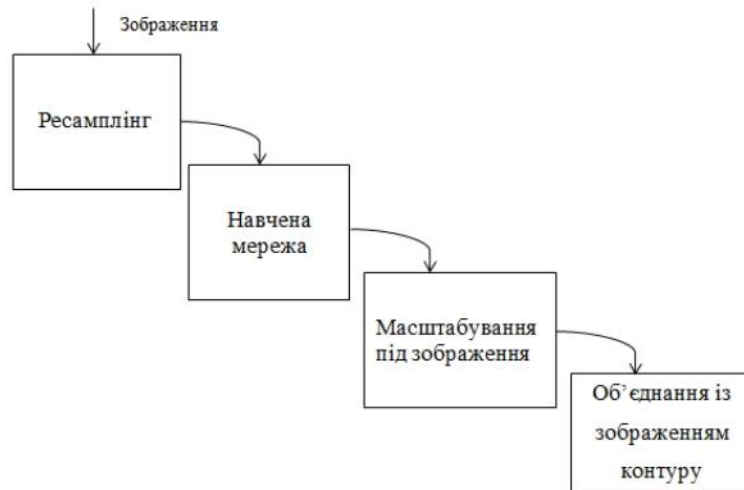 Зображення
Ресамплінг
Навчена
мережа
Масштабування
під зображення
Об’єднання із
зображенням
контуру